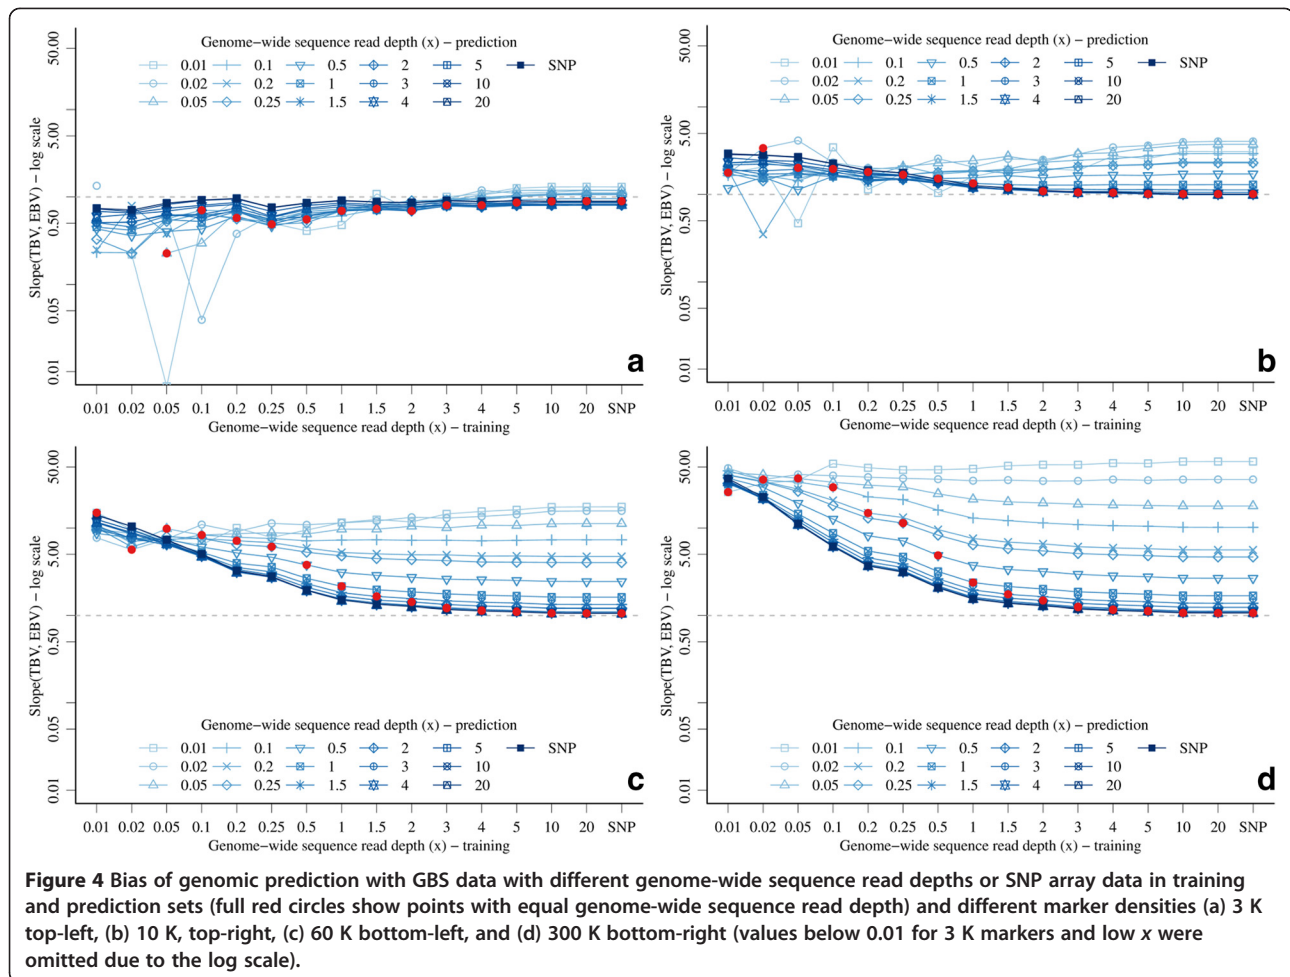 Genome−wide sequence read depth (x) − prediction
0.01 0.1 0.5 2 5 SNP
0.02 0.2 1 3 10
0.05 0.25 1.5 4 20
Slope(TBV, EBV) − log scale
50.00
5.00
0.50
0.05
0.01
a
0.01 0.02 0.05 0.1 0.2 0.25 0.5 1 1.5 2 3 4 5 10 20 SNP
Genome−wide sequence read depth (x) − training
Genome−wide sequence read depth (x) − prediction
0.01 0.1 0.5 2 5 SNP
0.02 0.2 1 3 10
0.05 0.25 1.5 4 20
Slope(TBV, EBV) − log scale
50.00
5.00
0.50
0.05
0.01
b
0.01 0.02 0.05 0.1 0.2 0.25 0.5 1 1.5 2 3 4 5 10 20 SNP
Genome−wide sequence read depth (x) − training
Slope(TBV, EBV) − log scale
50.00
5.00
0.50
0.05
0.01
Genome−wide sequence read depth (x) − prediction
0.01 0.1 0.5 2 5 SNP
0.02 0.2 1 3 10
0.05 0.25 1.5 4 20
c
0.01 0.02 0.05 0.1 0.2 0.25 0.5 1 1.5 2 3 4 5 10 20 SNP
Genome−wide sequence read depth (x) − training
Slope(TBV, EBV) − log scale
50.00
5.00
0.50
0.05
0.01
Genome−wide sequence read depth (x) − prediction
0.01 0.1 0.5 2 5 SNP
0.02 0.2 1 3 10
0.05 0.25 1.5 4 20
d
0.01 0.02 0.05 0.1 0.2 0.25 0.5 1 1.5 2 3 4 5 10 20 SNP
Genome−wide sequence read depth (x) − training
Figure 4 Bias of genomic prediction with GBS data with different genome-wide sequence read depths or SNP array data in training
and prediction sets (full red circles show points with equal genome-wide sequence read depth) and different marker densities (a) 3 K
top-left, (b) 10 K, top-right, (c) 60 K bottom-left, and (d) 300 K bottom-right (values below 0.01 for 3 K markers and low x were
omitted due to the log scale).